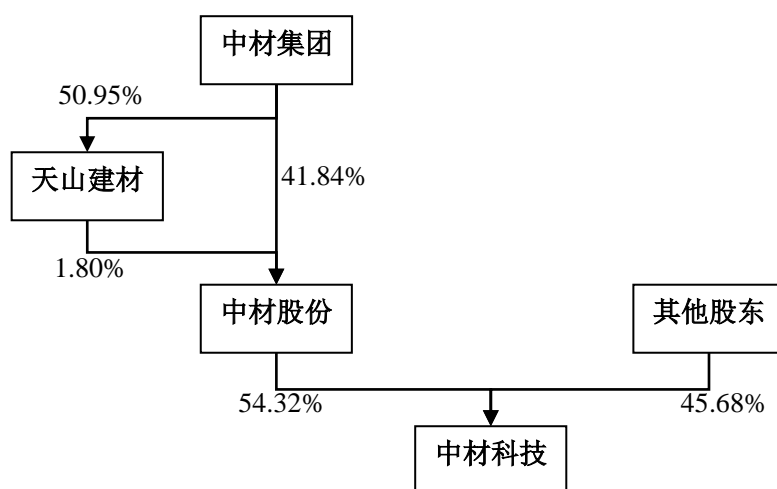 中材集团
50.95%
天山建材
41.84%
1.80%
中材股份
其他股东
54.32%
45.68%
中材科技